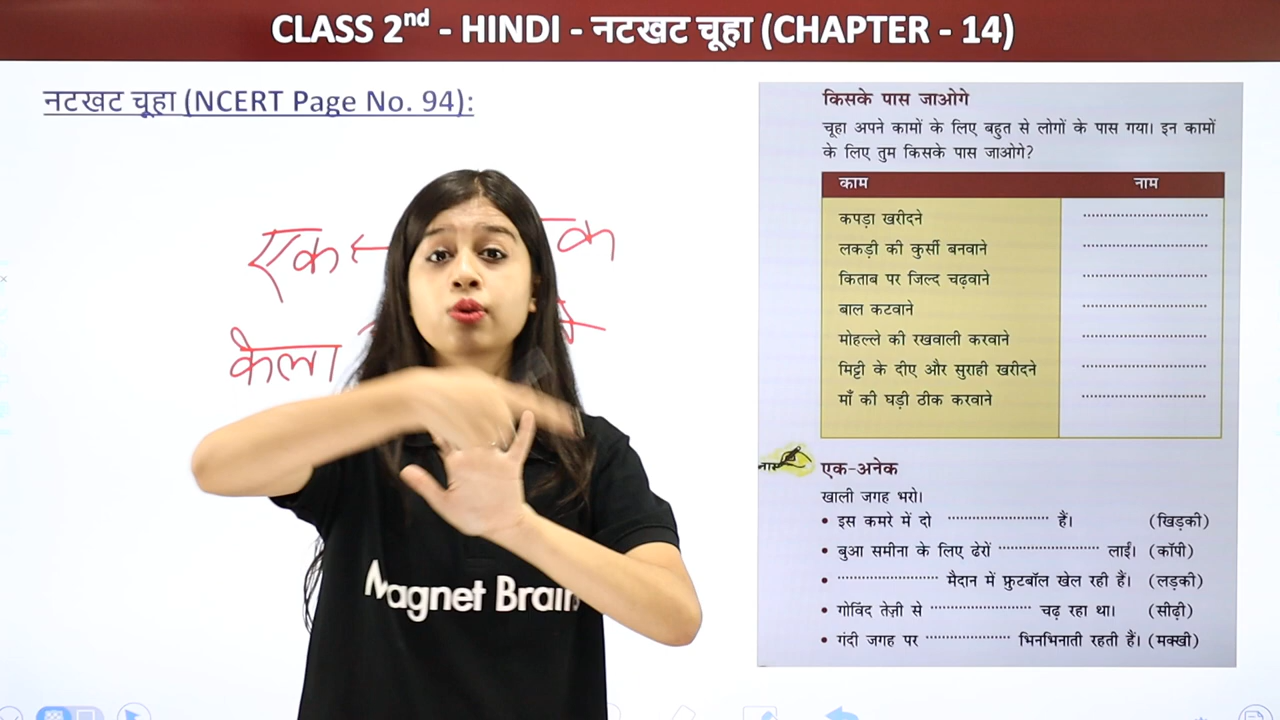 CLASS 2nd - HINDI - नटखट चूहा (CHAPTER - 14)
नटखट चूहा (NCERT Page No. 94):
एक ←
क
केला
Magnet Brain
किसके पास जाओगे
चूहा अपने कामों के लिए बहुत से लोगों के पास गया। इन कामों
के लिए तुम किसके पास जाओगे?
काम नाम
कपड़ा खरीदने ..............................
लकड़ी की कुर्सी बनवाने ..............................
किताब पर जिल्द चढ़वाने ..............................
बाल कटवाने ..............................
मोहल्ले की रखवाली करवाने ..............................
मिट्टी के दीए और सुराही खरीदने ..............................
माँ की घड़ी ठीक करवाने ..............................
एक-अनेक
खाली जगह भरो।
• इस कमरे में दो ........................ हैं। (खिड़की)
• बुआ समीना के लिए ढेरों ........................ लाईं। (कॉपी)
• ........................ मैदान में फ़ुटबॉल खेल रही हैं। (लड़की)
• गोविंद तेज़ी से ........................ चढ़ रहा था। (सीढ़ी)
• गंदी जगह पर .................... भिनभिनाती रहती हैं। (मक्खी)